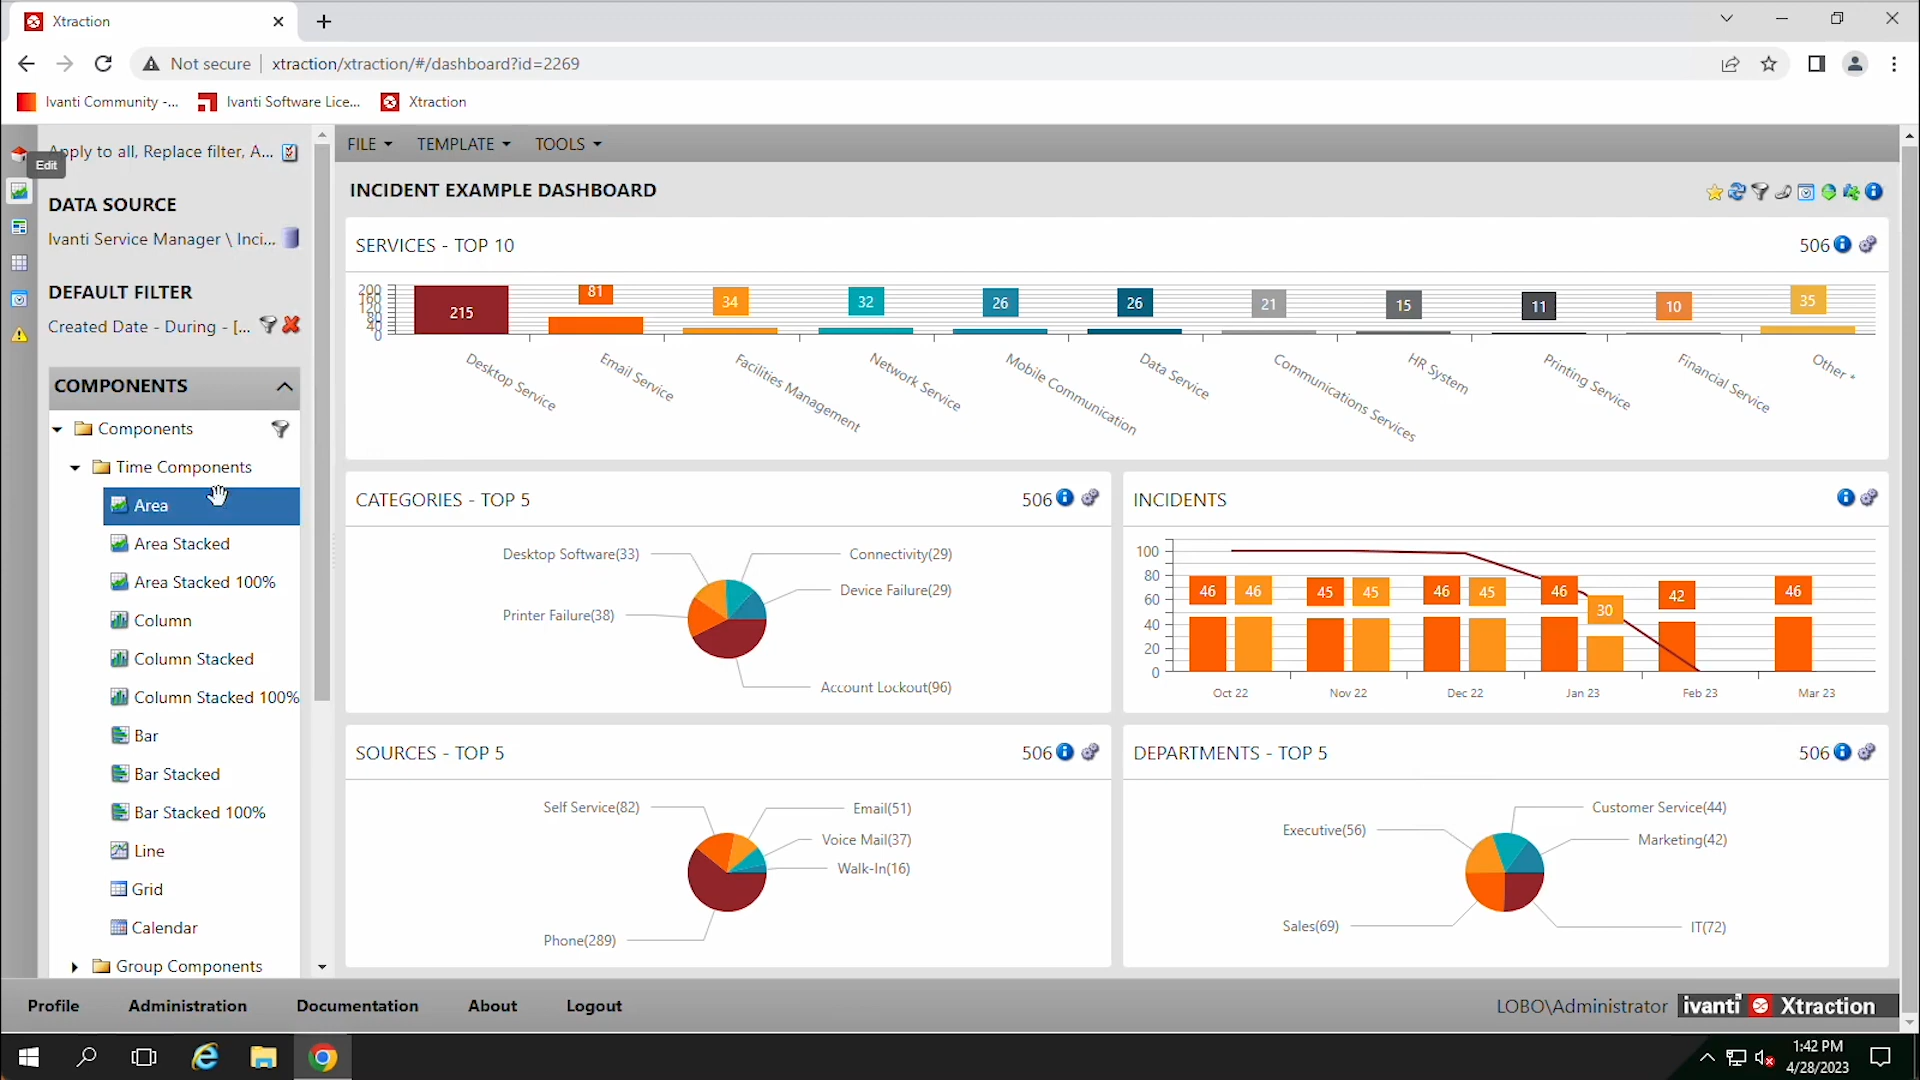 Xtraction
Not secure
xtraction/xtraction/#/dashboard?id=2269
Ivanti Community -...
Ivanti Software Lice...
Xtraction
Apply to all, Replace filter, A...
Edit
DATA SOURCE
Ivanti Service Manager \ Inci...
DEFAULT FILTER
Created Date - During - [...
COMPONENTS
Components
Time Components
Area
Area Stacked
Area Stacked 100%
Column
Column Stacked
Column Stacked 100%
Bar
Bar Stacked
Bar Stacked 100%
Line
Grid
Calendar
Group Components
FILE
TEMPLATE
TOOLS
INCIDENT EXAMPLE DASHBOARD
SERVICES - TOP 10
506
200
160
120
80
40
0
215
81
34
32
26
26
21
15
11
10
35
Desktop Service
Email Service
Facilities Management
Network Service
Mobile Communication
Data Service
Communications Services
HR System
Printing Service
Financial Service
Other *
CATEGORIES - TOP 5
506
Desktop Software(33)
Connectivity(29)
Device Failure(29)
Printer Failure(38)
Account Lockout(96)
INCIDENTS
100
80
60
40
20
0
46
46
45
45
46
45
46
30
42
46
Oct 22
Nov 22
Dec 22
Jan 23
Feb 23
Mar 23
SOURCES - TOP 5
506
Self Service(82)
Email(51)
Voice Mail(37)
Walk-In(16)
Phone(289)
DEPARTMENTS - TOP 5
506
Customer Service(44)
Executive(56)
Marketing(42)
Sales(69)
IT(72)
Profile
Administration
Documentation
About
Logout
LOBO\Administrator
ivanti Xtraction
1:42 PM
4/28/2023